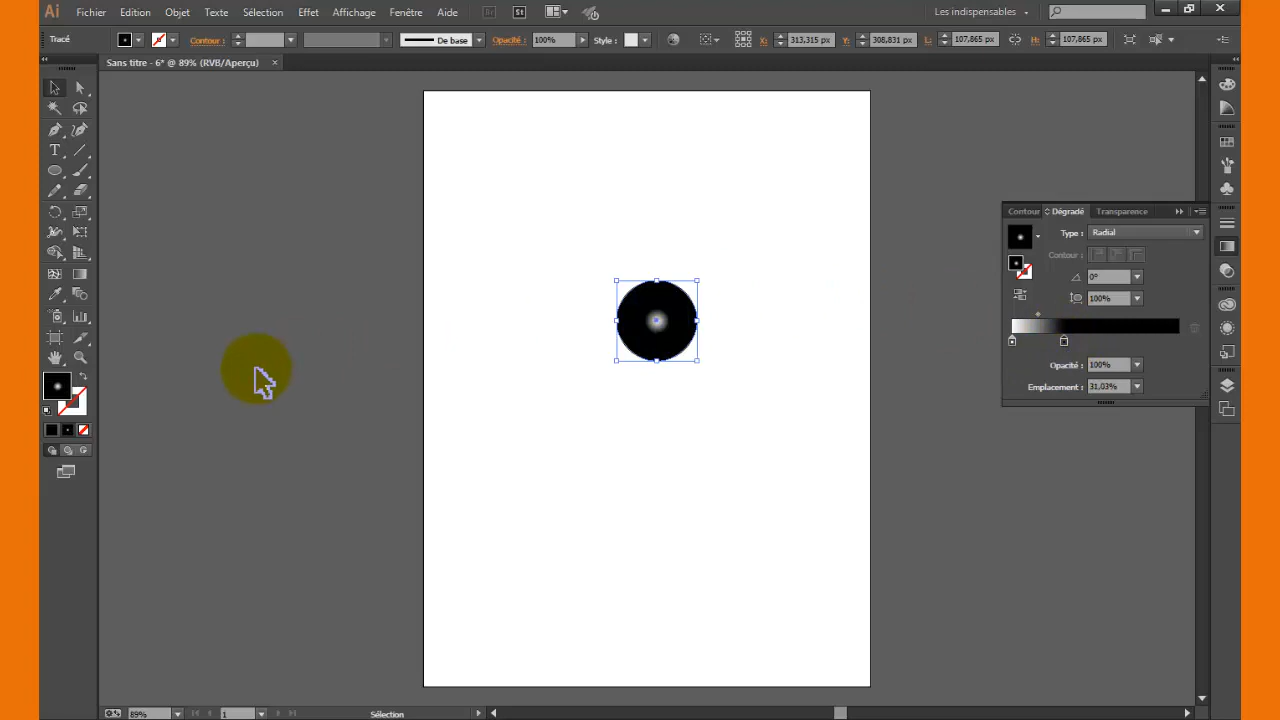 Ai Fichier Edition Objet Texte Sélection Effet Affichage Fenêtre Aide Br St Les indispensables
Tracé Contour : De base Opacité : 100% Style : X: 313,315 px Y: 308,831 px L: 107,865 px H: 107,865 px
Sans titre - 6* @ 89% (RVB/Aperçu) ×
Contour Dégradé Transparence
Type : Radial
Contour :
0°
100%
Opacité : 100%
Emplacement : 31,03%
89% 1 Sélection